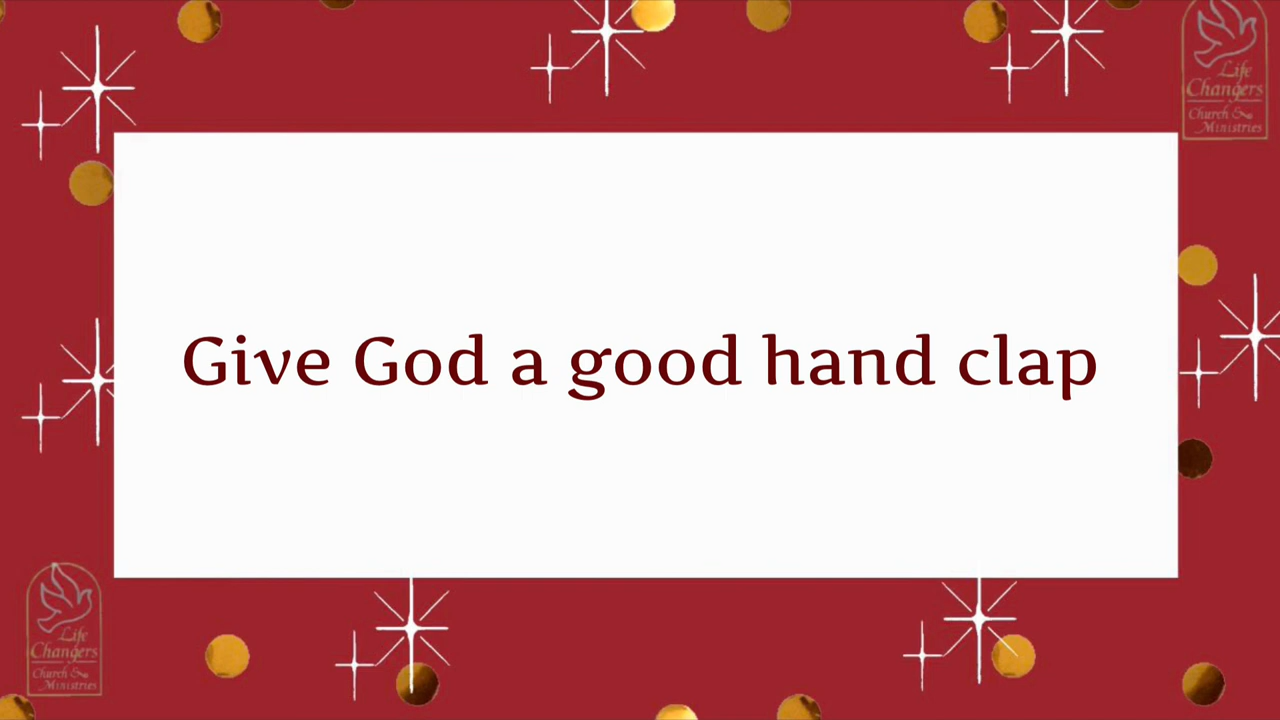 Life
Changers
Church &
Ministries
Give God a good hand clap
Life
Changers
Church &
Ministries